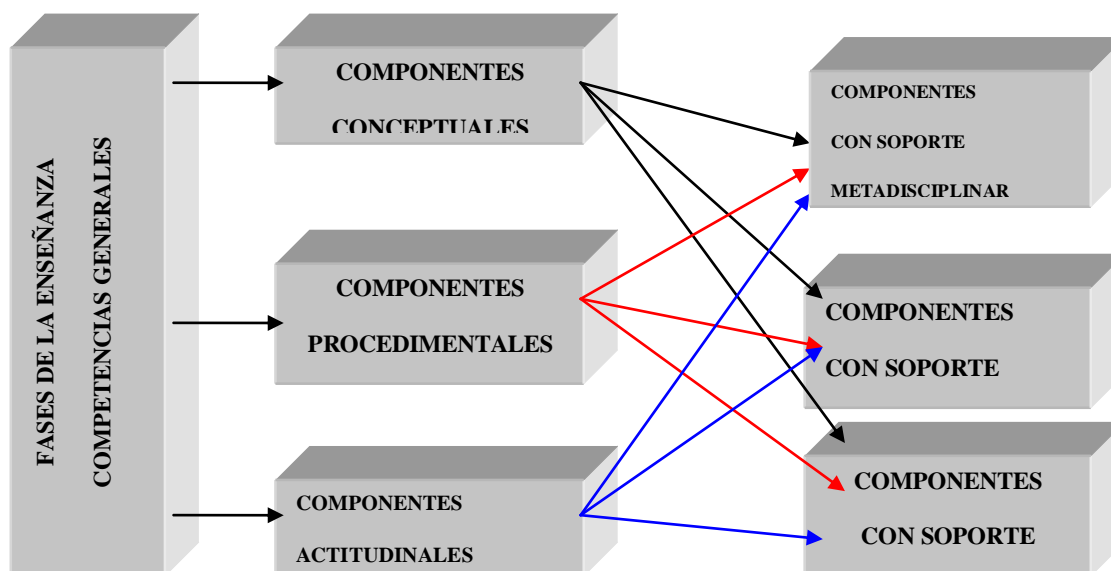 FASES DE LA ENSEÑANZA
COMPETENCIAS GENERALES
COMPONENTES
CONCEPTUALES
COMPONENTES
PROCEDIMENTALES
COMPONENTES
ACTITUDINALES
COMPONENTES
CON SOPORTE
METADISCIPLINAR
COMPONENTES
CON SOPORTE
COMPONENTES
CON SOPORTE